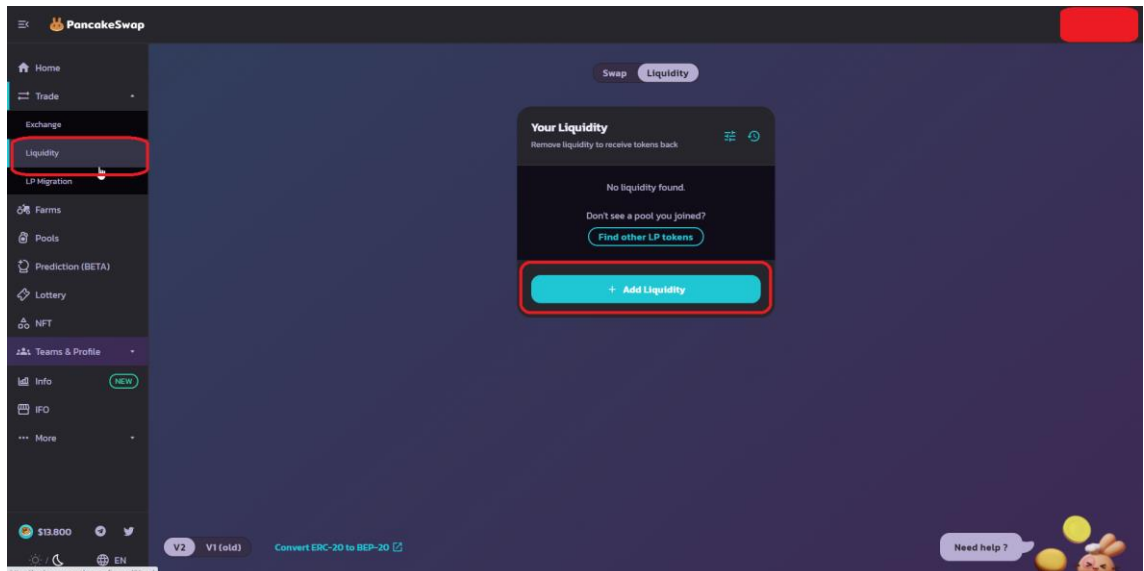 PancakeSwap
Home
Trade
Exchange
Liquidity
LP Migration
Farms
Pools
Prediction (BETA)
Lottery
NFT
Teams & Profile
Info NEW
IFO
More
$13.800
/ EN
Swap Liquidity
Your Liquidity
Remove liquidity to receive tokens back
No liquidity found.
Don't see a pool you joined?
Find other LP tokens
+ Add Liquidity
V2 V1 (old) Convert ERC-20 to BEP-20
Need help ?